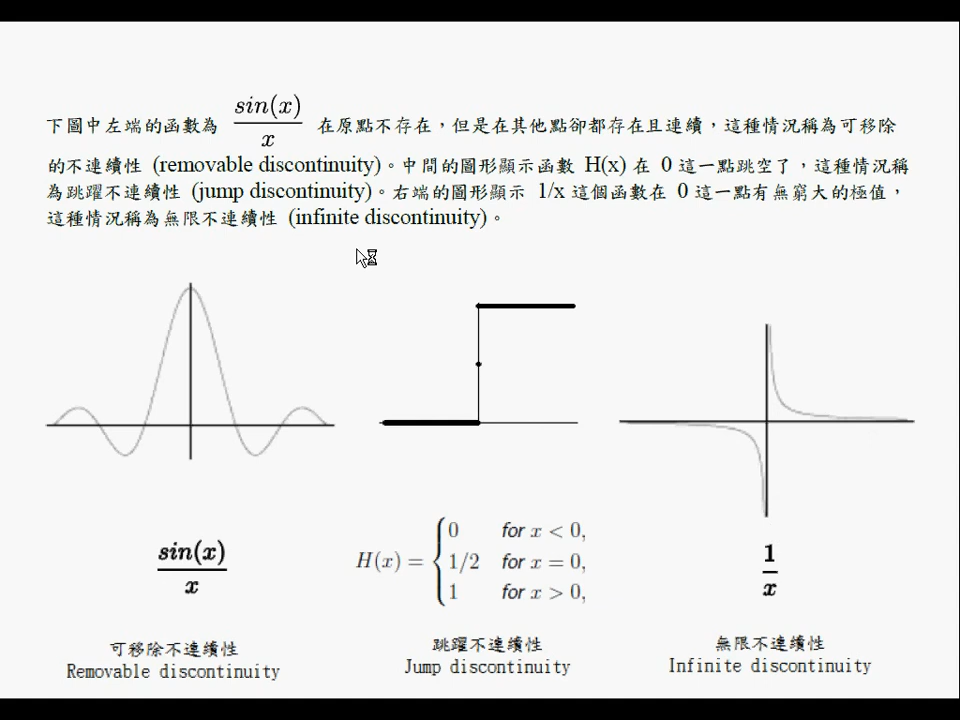 下圖中左端的函數為 sin(x)/x 在原點不存在，但是在其他點卻都存在且連續，這種情況稱為可移除
的不連續性 (removable discontinuity)。中間的圖形顯示函數 H(x) 在 0 這一點跳空了，這種情況稱
為跳躍不連續性 (jump discontinuity)。右端的圖形顯示 1/x 這個函數在 0 這一點有無窮大的極值，
這種情況稱為無限不連續性 (infinite discontinuity)。
sin(x)/x
H(x) = { 0 for x < 0,
1/2 for x = 0,
1 for x > 0,
1/x
可移除不連續性
Removable discontinuity
跳躍不連續性
Jump discontinuity
無限不連續性
Infinite discontinuity